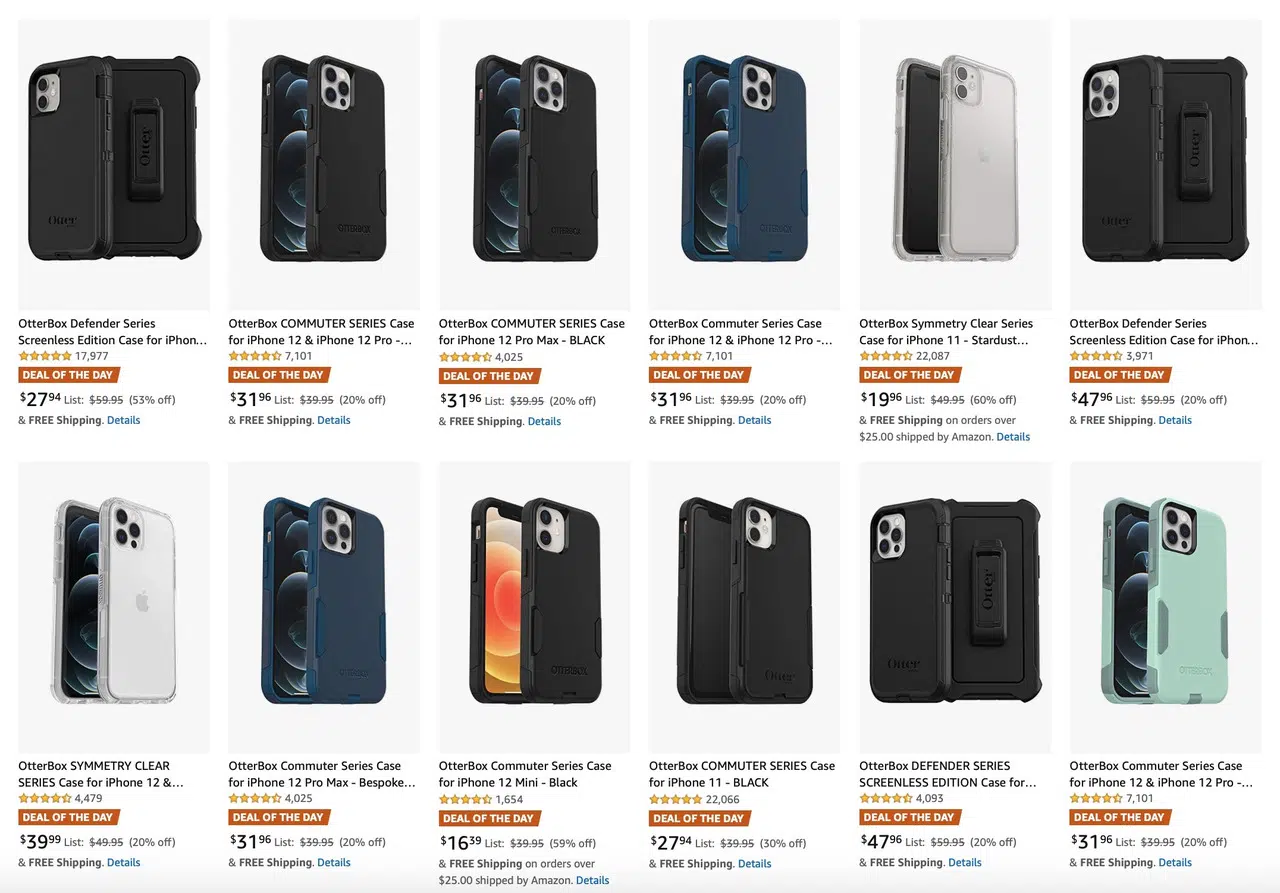 OtterBox Defender Series
Screenless Edition Case for iPhon...
17,977
DEAL OF THE DAY
$27.94 List: $59.95 (53% off)
& FREE Shipping. Details
OtterBox COMMUTER SERIES Case
for iPhone 12 & iPhone 12 Pro -...
7,101
DEAL OF THE DAY
$31.96 List: $39.95 (20% off)
& FREE Shipping. Details
OtterBox COMMUTER SERIES Case
for iPhone 12 Pro Max - BLACK
4,025
DEAL OF THE DAY
$31.96 List: $39.95 (20% off)
& FREE Shipping. Details
OtterBox Commuter Series Case
for iPhone 12 & iPhone 12 Pro -...
7,101
DEAL OF THE DAY
$31.96 List: $39.95 (20% off)
& FREE Shipping. Details
OtterBox Symmetry Clear Series
Case for iPhone 11 - Stardust...
22,087
DEAL OF THE DAY
$19.96 List: $49.95 (60% off)
& FREE Shipping on orders over
$25.00 shipped by Amazon. Details
OtterBox Defender Series
Screenless Edition Case for iPhon...
3,971
DEAL OF THE DAY
$47.96 List: $59.95 (20% off)
& FREE Shipping. Details
OtterBox SYMMETRY CLEAR
SERIES Case for iPhone 12 &...
4,479
DEAL OF THE DAY
$39.99 List: $49.95 (20% off)
& FREE Shipping. Details
OtterBox Commuter Series Case
for iPhone 12 Pro Max - Bespoke...
4,025
DEAL OF THE DAY
$31.96 List: $39.95 (20% off)
& FREE Shipping. Details
OtterBox Commuter Series Case
for iPhone 12 Mini - Black
1,654
DEAL OF THE DAY
$16.39 List: $39.95 (59% off)
& FREE Shipping on orders over
$25.00 shipped by Amazon. Details
OtterBox COMMUTER SERIES Case
for iPhone 11 - BLACK
22,066
DEAL OF THE DAY
$27.94 List: $39.95 (30% off)
& FREE Shipping. Details
OtterBox DEFENDER SERIES
SCREENLESS EDITION Case for...
4,093
DEAL OF THE DAY
$47.96 List: $59.95 (20% off)
& FREE Shipping. Details
OtterBox Commuter Series Case
for iPhone 12 & iPhone 12 Pro -...
7,101
DEAL OF THE DAY
$31.96 List: $39.95 (20% off)
& FREE Shipping. Details